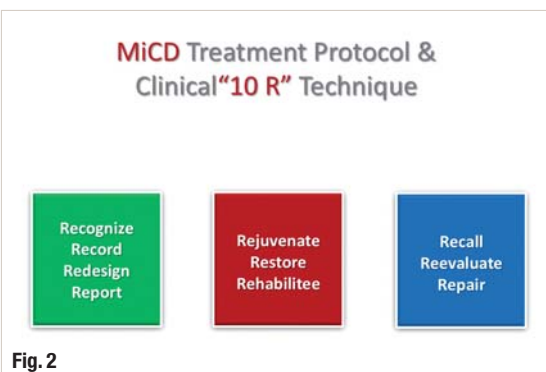 MiCD Treatment Protocol &
Clinical“10 R” Technique
Recognize
Record
Redesign
Report
Rejuvenate
Restore
Rehabilitee
Recall
Reevaluate
Repair
Fig. 2